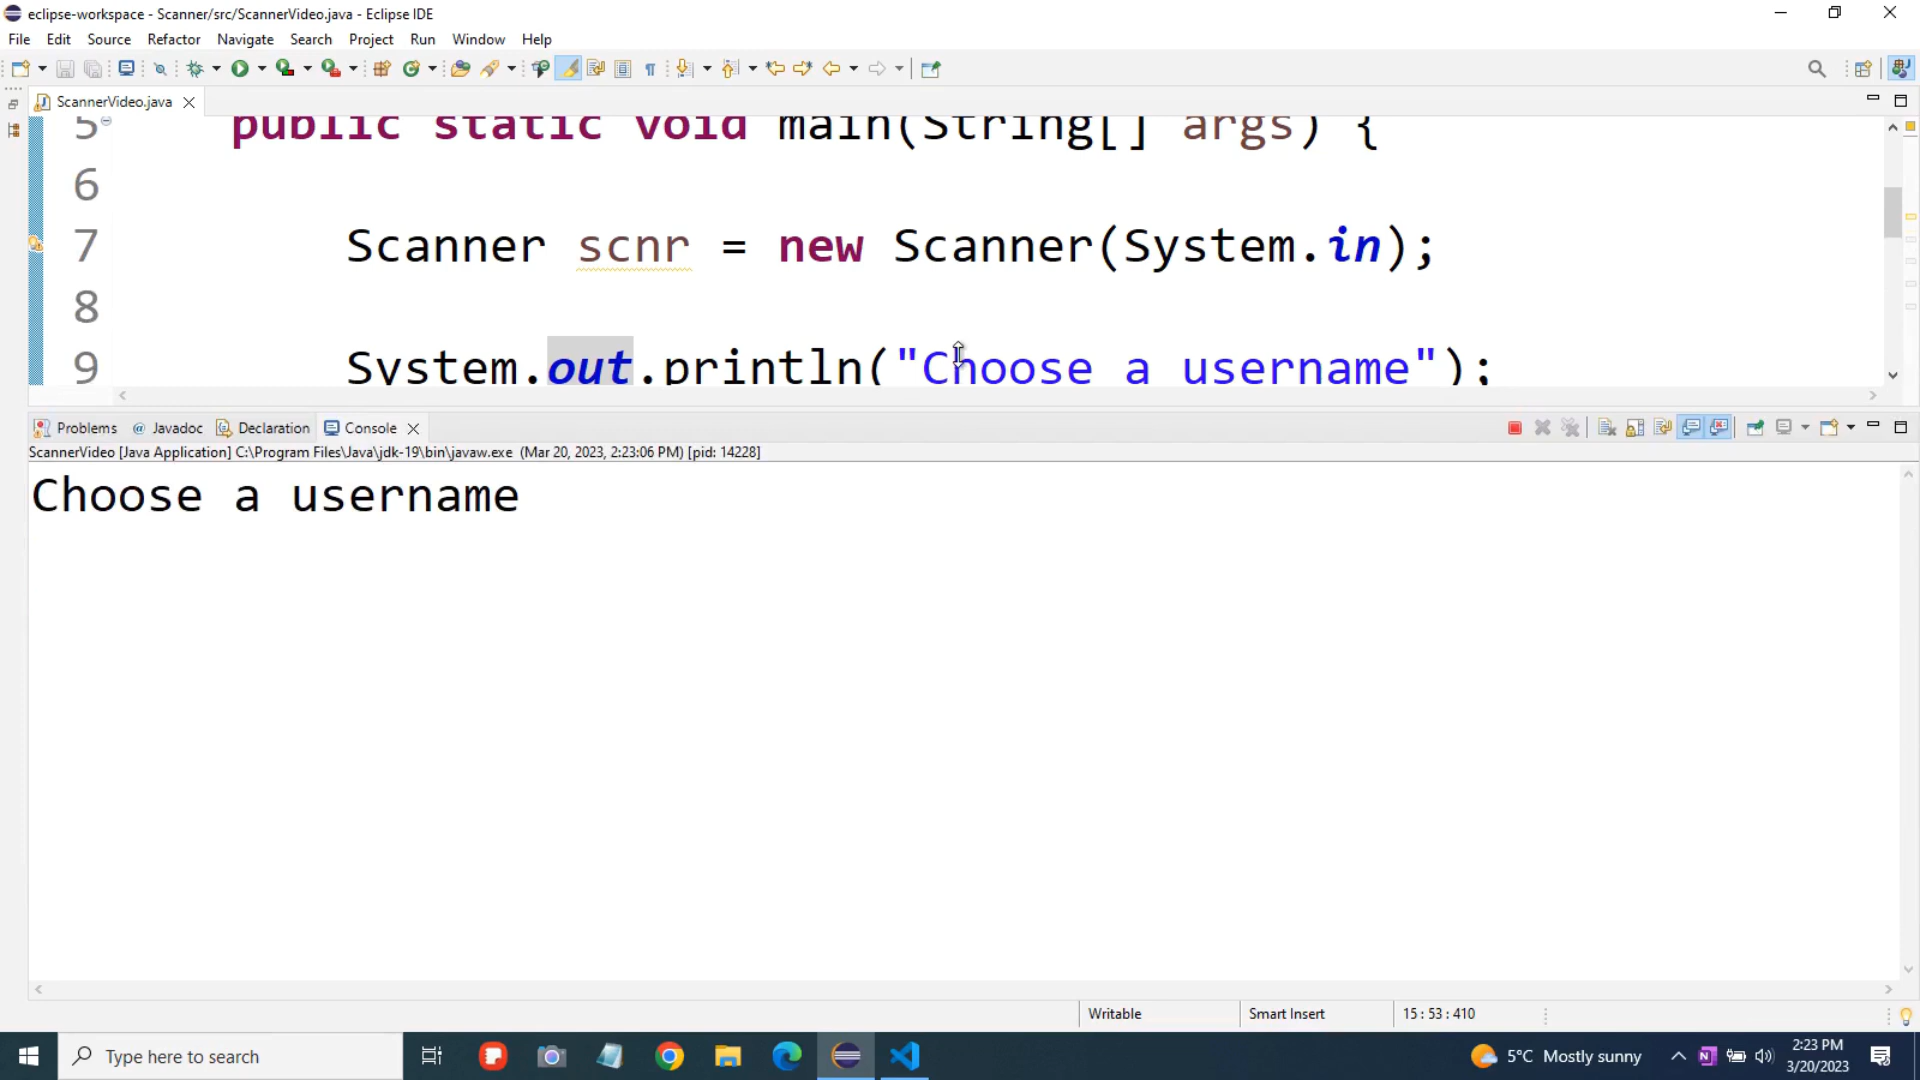 eclipse-workspace - Scanner/src/ScannerVideo.java - Eclipse IDE
File Edit Source Refactor Navigate Search Project Run Window Help
ScannerVideo.java
5 public static void main(String[] args) {
6
7 Scanner scnr = new Scanner(System.in);
8
9 System.out.println("Choose a username");
Problems Javadoc Declaration Console
ScannerVideo [Java Application] C:\Program Files\Java\jdk-19\bin\javaw.exe (Mar 20, 2023, 2:23:06 PM) [pid: 14228]
Choose a username
Writable Smart Insert 15 : 53 : 410
Type here to search 5°C Mostly sunny 2:23 PM
3/20/2023